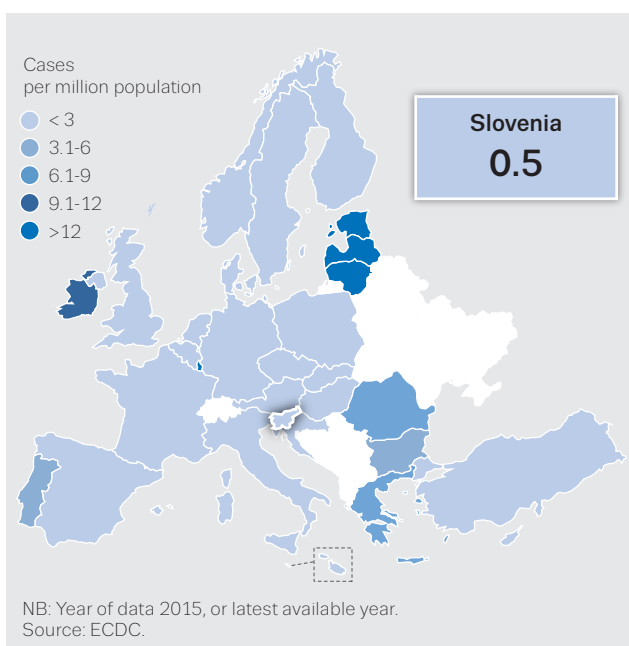 Cases
per million population
< 3
3.1-6
6.1-9
9.1-12
>12
Slovenia
0.5
NB: Year of data 2015, or latest available year.
Source: ECDC.